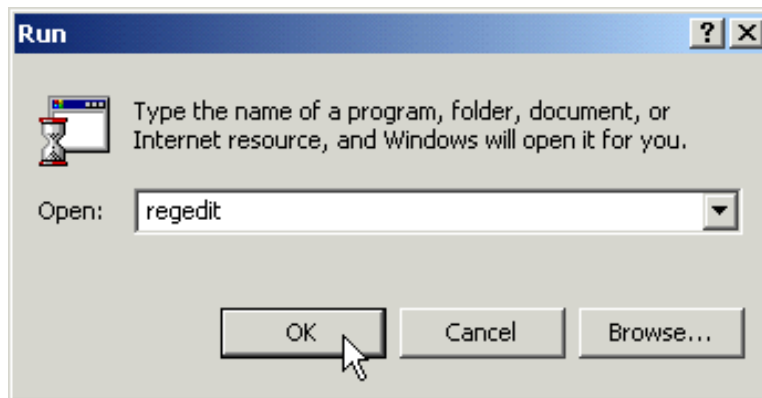 Run
Type the name of a program, folder, document, or
Internet resource, and Windows will open it for you.
Open: regedit
OK Cancel Browse...